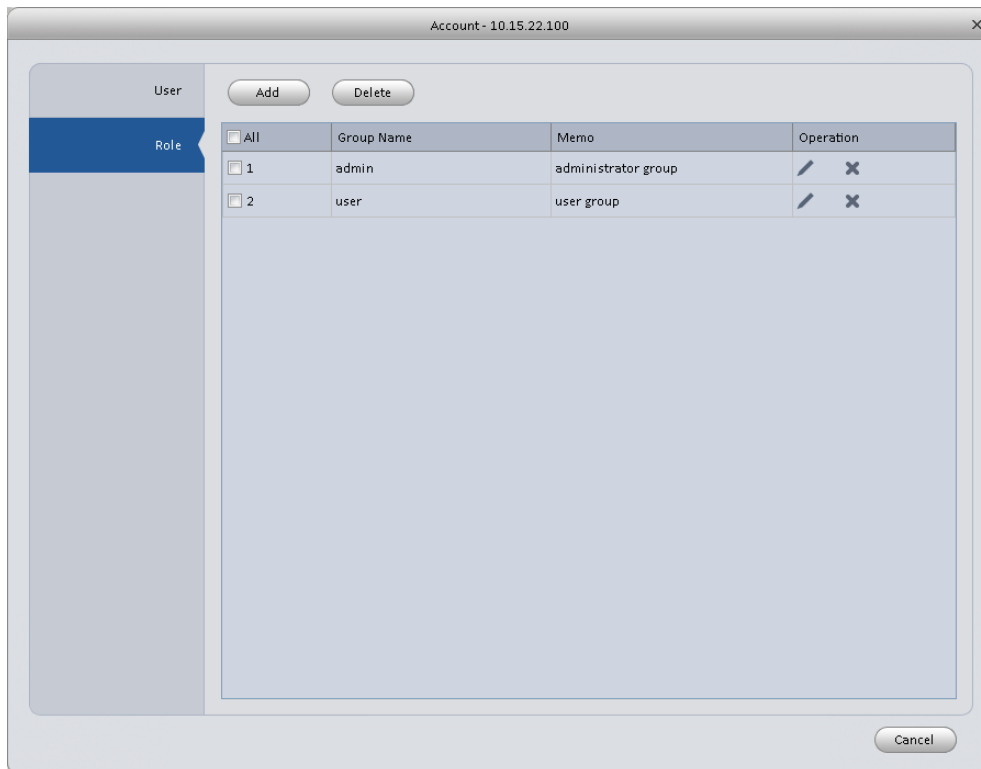 Account - 10.15.22.100
User
Role
Add Delete
All Group Name Memo Operation
1 admin administrator group
2 user user group
Cancel